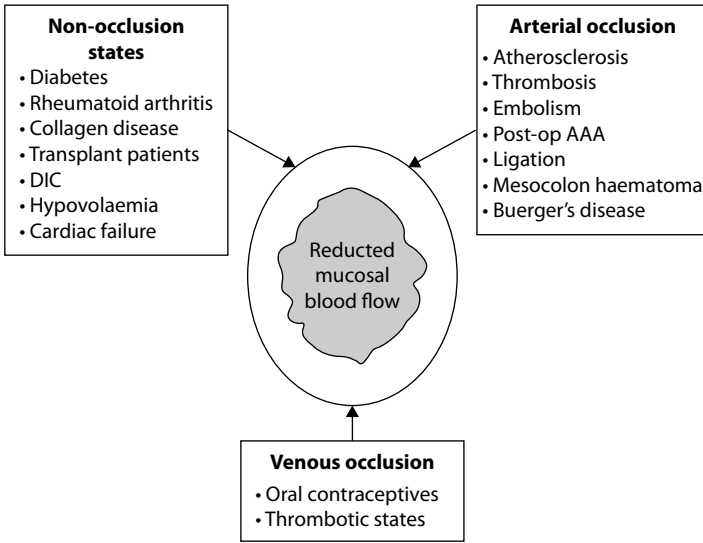 Non-occlusion
states
• Diabetes
• Rheumatoid arthritis
• Collagen disease
• Transplant patients
• DIC
• Hypovolaemia
• Cardiac failure
Arterial occlusion
• Atherosclerosis
• Thrombosis
• Embolism
• Post-op AAA
• Ligation
• Mesocolon haematoma
• Buerger's disease
Reducted
mucosal
blood flow
Venous occlusion
• Oral contraceptives
• Thrombotic states